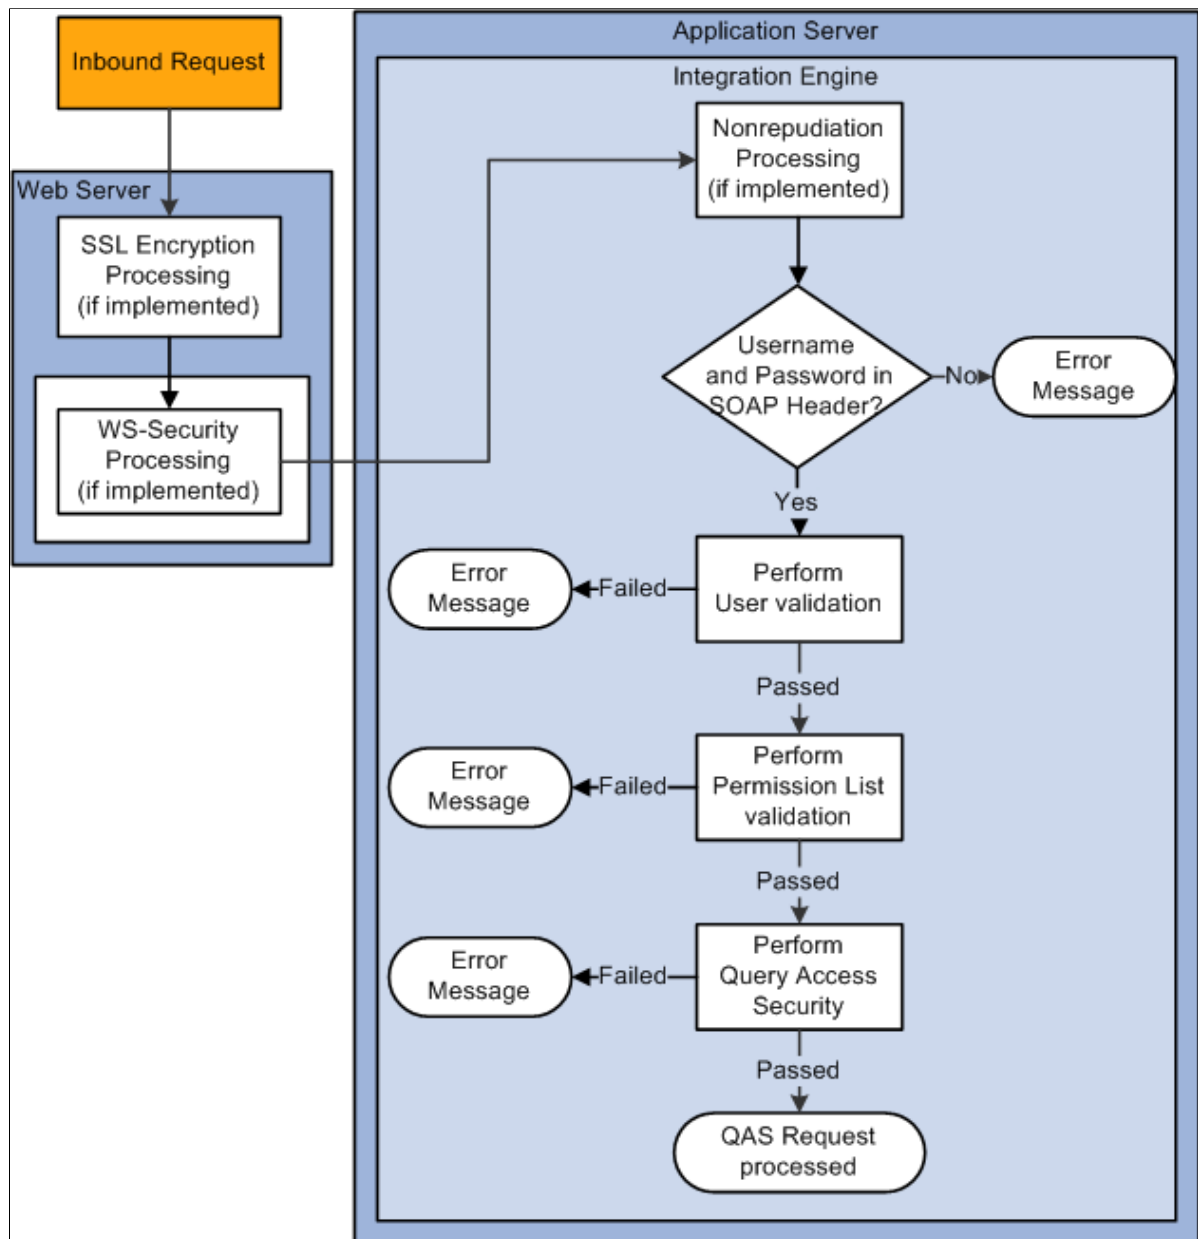 Inbound Request
Web Server
SSL Encryption
Processing
(if implemented)
WS-Security
Processing
(if implemented)
Application Server
Integration Engine
Nonrepudiation
Processing
(if implemented)
Username
and Password in
SOAP Header?
No
Error
Message
Yes
Perform
User validation
Failed
Error
Message
Passed
Perform
Permission List
validation
Failed
Error
Message
Passed
Perform
Query Access
Security
Failed
Error
Message
Passed
QAS Request
processed